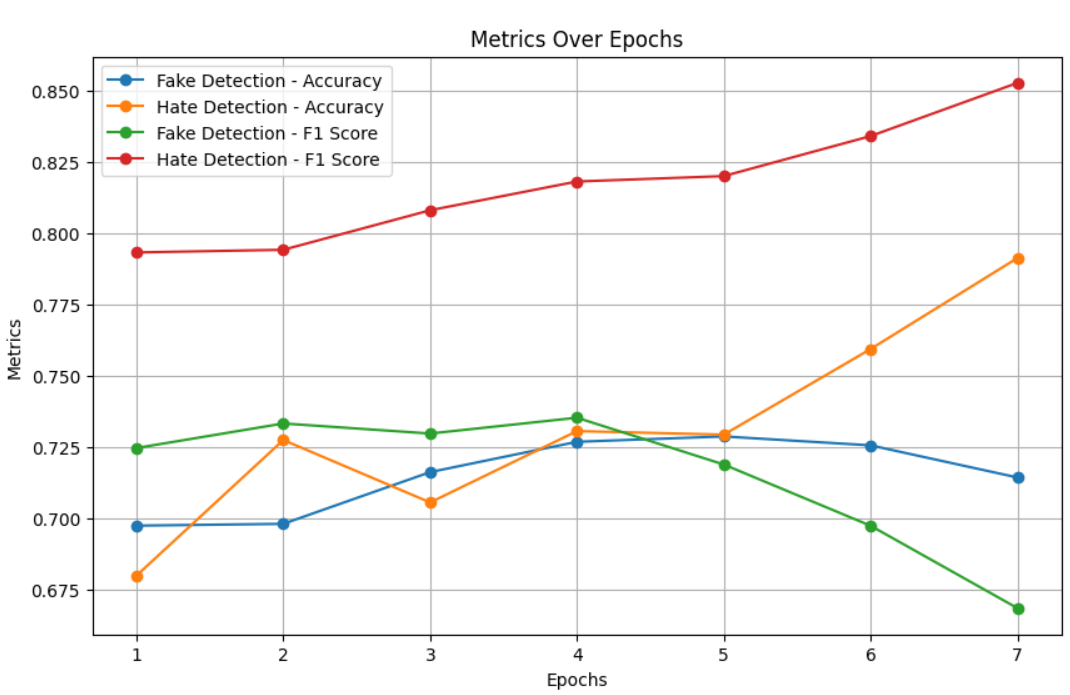 Metrics Over Epochs
Fake Detection - Accuracy
Hate Detection - Accuracy
Fake Detection - F1 Score
Hate Detection - F1 Score
0.850
0.825
0.800
0.775
0.750
0.725
0.700
0.675
Metrics
1 2 3 4 5 6 7
Epochs